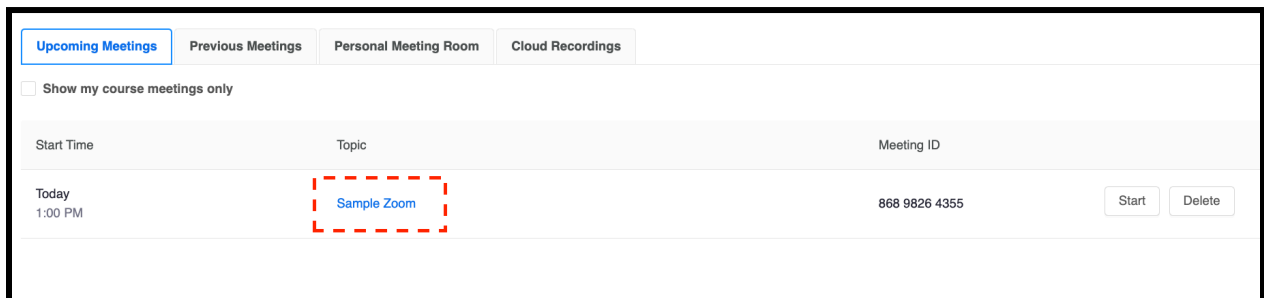 Upcoming Meetings Previous Meetings Personal Meeting Room Cloud Recordings
Show my course meetings only
Start Time Topic Meeting ID
Today
1:00 PM
Sample Zoom 868 9826 4355 Start Delete